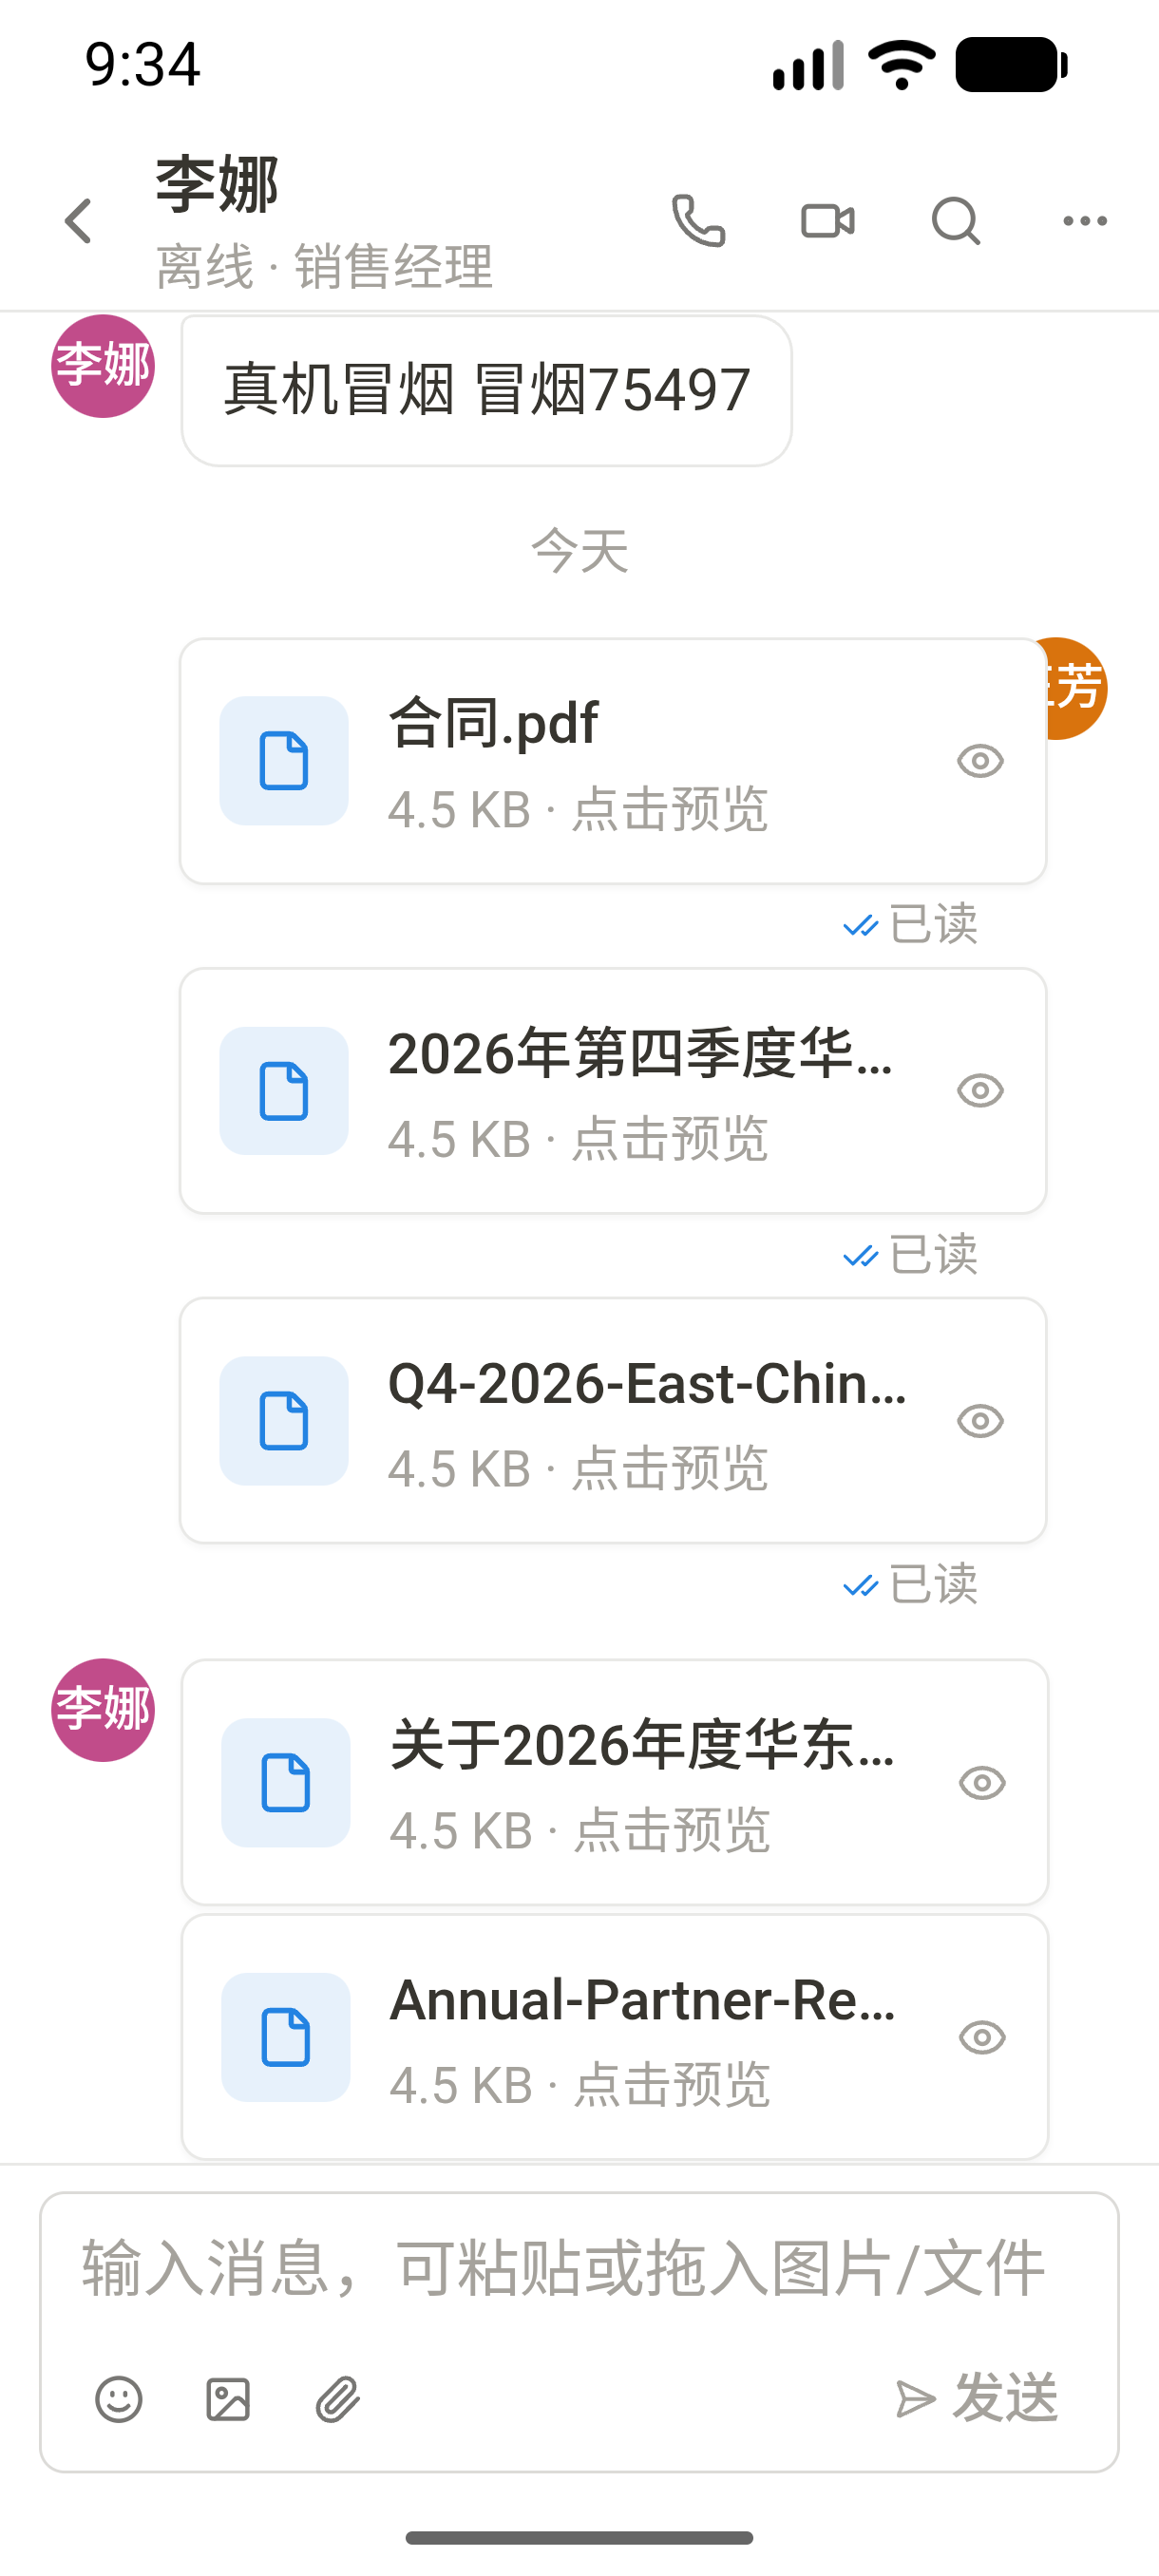 9:34
李娜
离线 · 销售经理
李娜
真机冒烟 冒烟75497
今天
芳
合同.pdf
4.5 KB · 点击预览
已读
2026年第四季度华...
4.5 KB · 点击预览
已读
Q4-2026-East-Chin...
4.5 KB · 点击预览
已读
李娜
关于2026年度华东...
4.5 KB · 点击预览
Annual-Partner-Re...
4.5 KB · 点击预览
输入消息，可粘贴或拖入图片/文件
发送